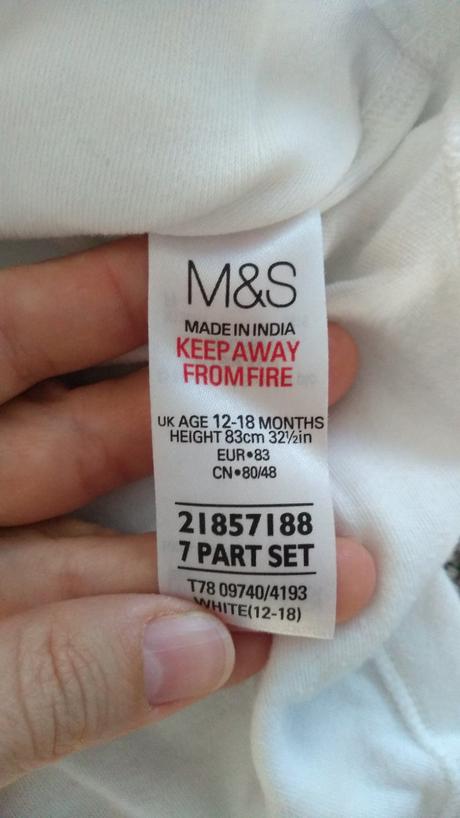 M&S
MADE IN INDIA
KEEP AWAY
FROM FIRE
UK AGE 12-18 MONTHS
HEIGHT 83cm 32½in
EUR•83
CN•80/48
21857188
7 PART SET
T78 09740/4193
WHITE(12-18)